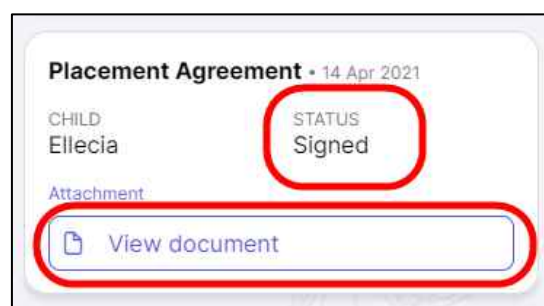 Placement Agreement • 14 Apr 2021
CHILD STATUS
Ellecia Signed
Attachment
View document